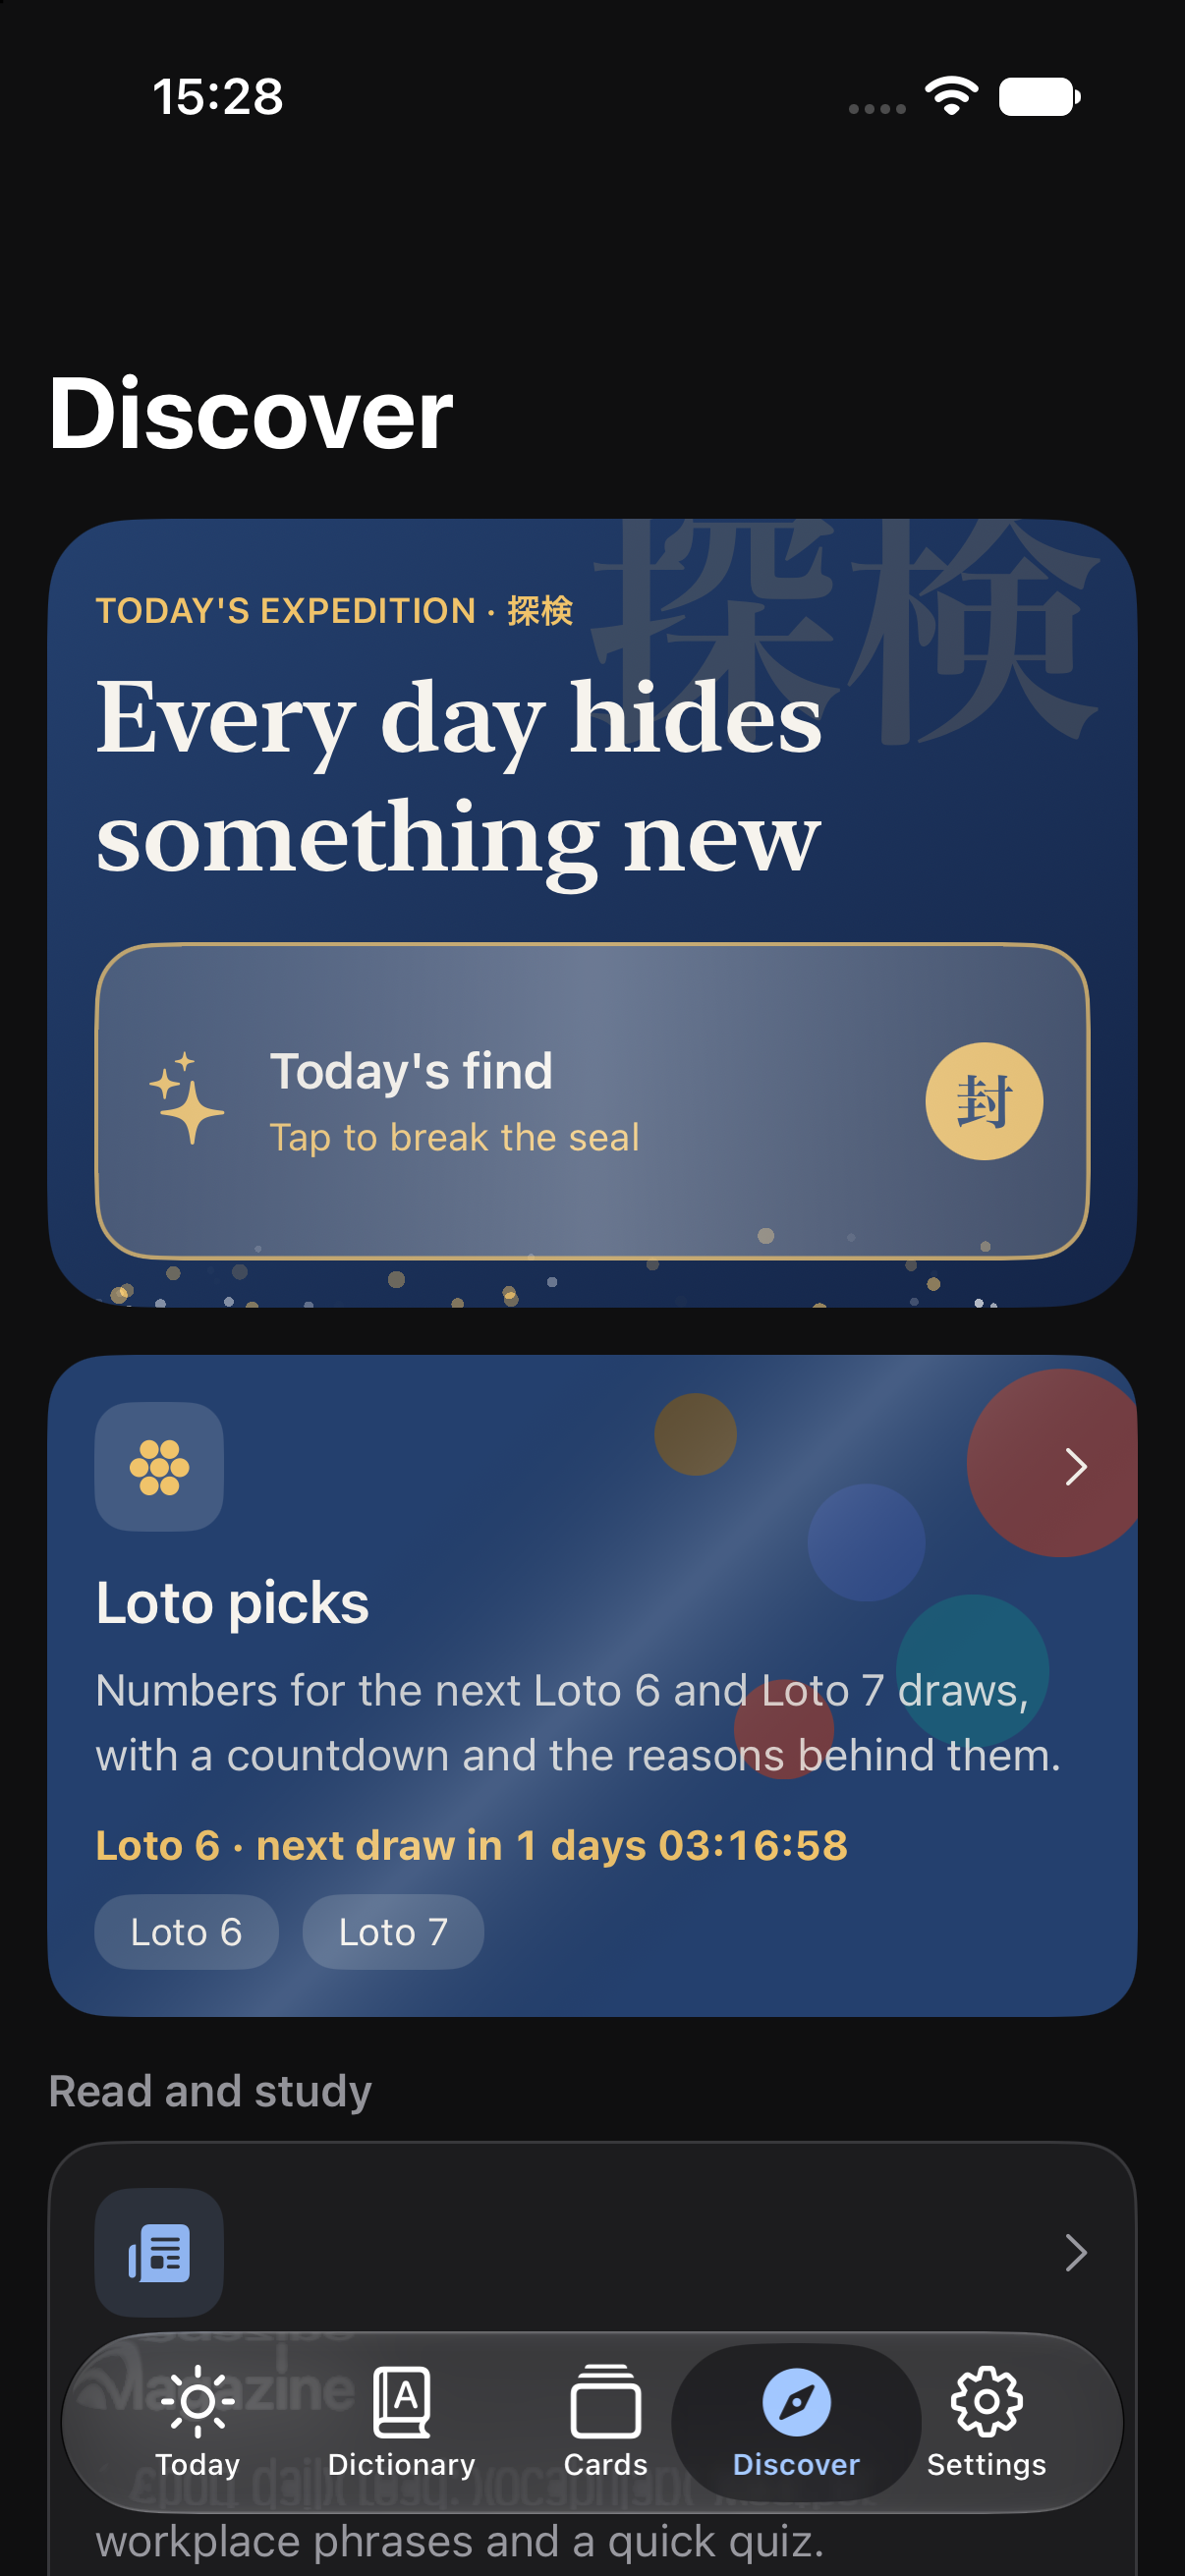 15:28
Discover
探検
TODAY'S EXPEDITION · 探検
Every day hides
something new
Today's find
Tap to break the seal
封
Loto picks
Numbers for the next Loto 6 and Loto 7 draws,
with a countdown and the reasons behind them.
Loto 6 · next draw in 1 days 03:16:58
Loto 6
Loto 7
Read and study
Magazine
Today
Dictionary
Cards
Discover
Settings
workplace phrases and a quick quiz.